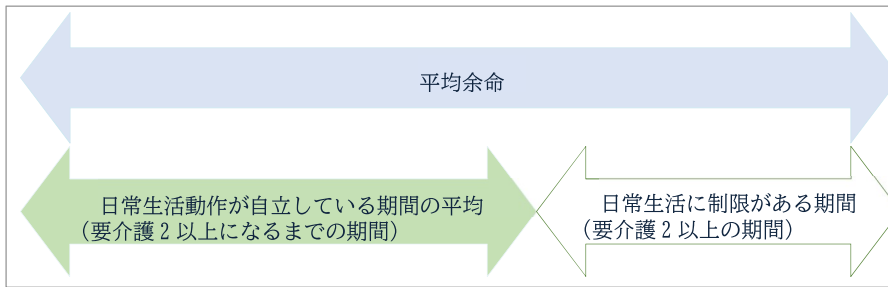 平均余命
日常生活動作が自立している期間の平均
（要介護２以上になるまでの期間）
日常生活に制限がある期間
（要介護２以上の期間）